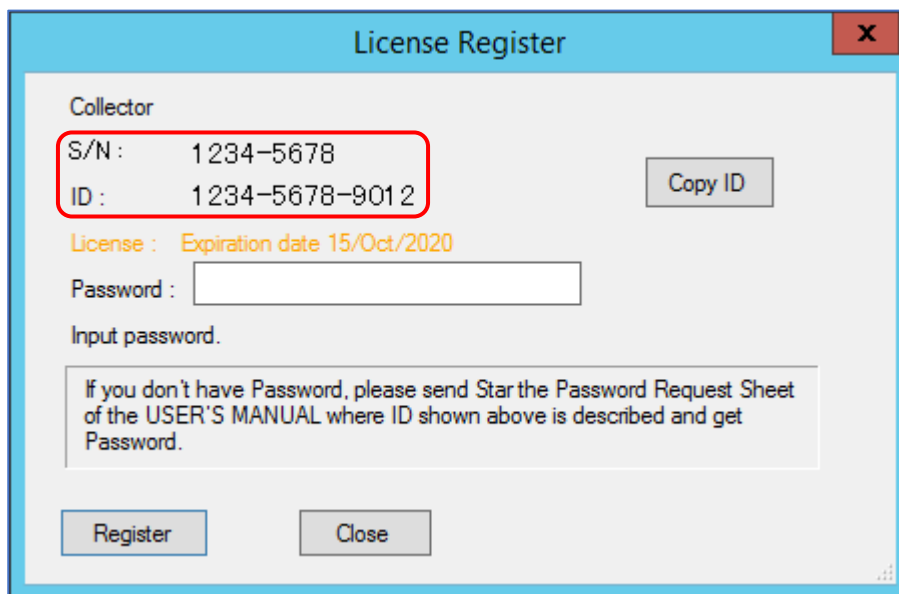 License Register
x
Collector
S/N : 1234-5678
ID : 1234-5678-9012
Copy ID
License : Expiration date 15/Oct/2020
Password :
Input password.
If you don't have Password, please send Star the Password Request Sheet
of the USER'S MANUAL where ID shown above is described and get
Password.
Register
Close